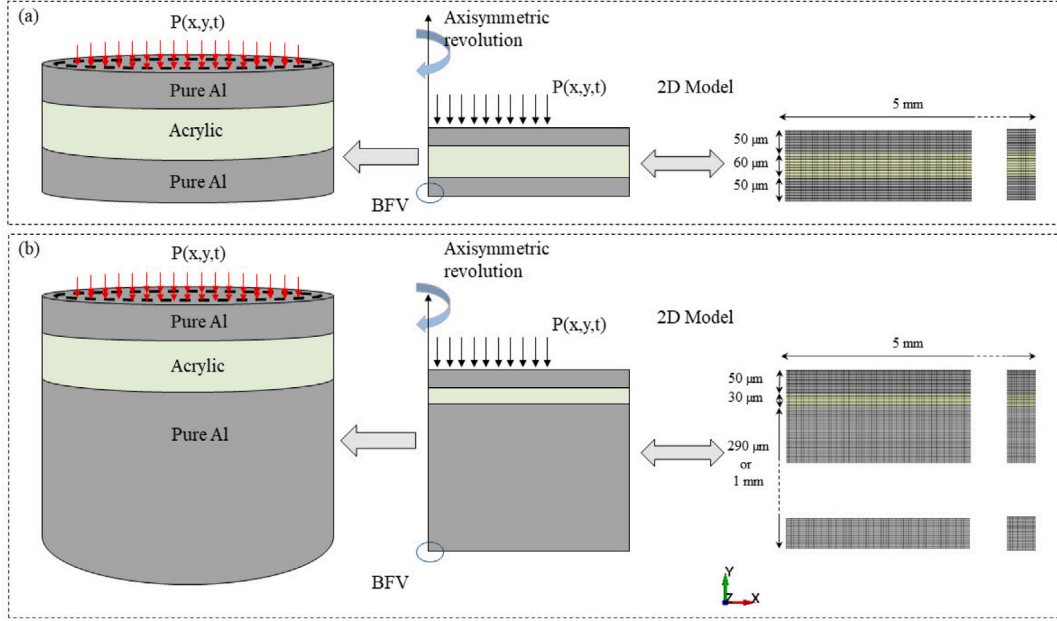 (a)
P(x,y,t)
Pure Al
Acrylic
Pure Al
Axisymmetric
revolution
P(x,y,t)
BFV
2D Model
5 mm
50 µm
60 µm
50 µm
(b)
P(x,y,t)
Pure Al
Acrylic
Pure Al
Axisymmetric
revolution
P(x,y,t)
BFV
2D Model
5 mm
50 µm
30 µm
290 µm
or
1 mm
Y
Z
X